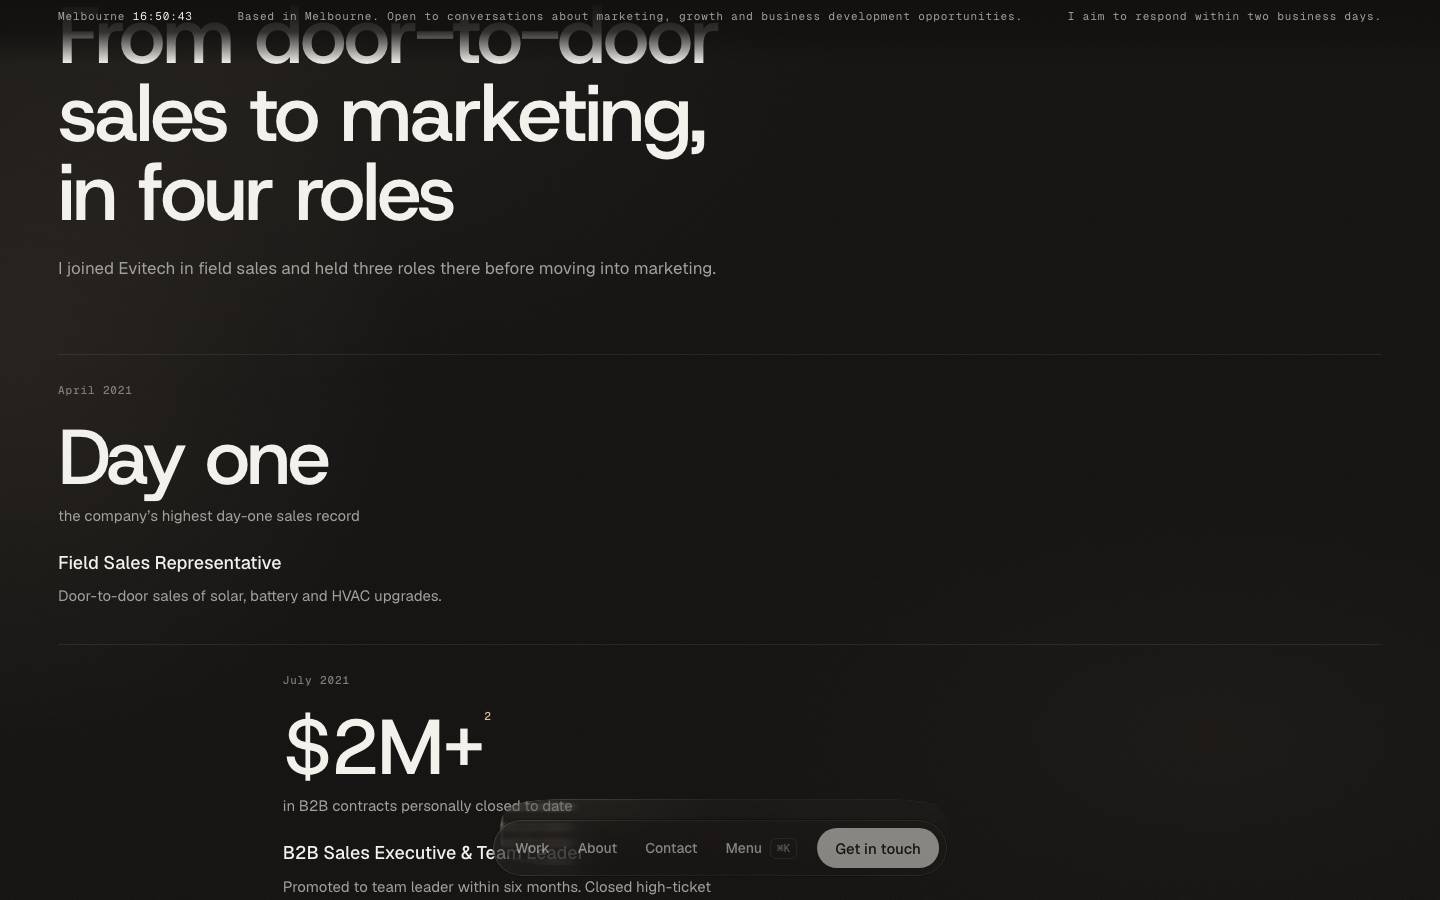 Melbourne 16:50:43 Based in Melbourne. Open to conversations about marketing, growth and business development opportunities. I aim to respond within two business days.
From door-to-door
sales to marketing,
in four roles
I joined Evitech in field sales and held three roles there before moving into marketing.
April 2021
Day one
the company’s highest day-one sales record
Field Sales Representative
Door-to-door sales of solar, battery and HVAC upgrades.
July 2021
$2M+ 2
in B2B contracts personally closed to date
B2B Sales Executive & Team Leader
Work About Contact Menu ⌘K Get in touch
Promoted to team leader within six months. Closed high-ticket